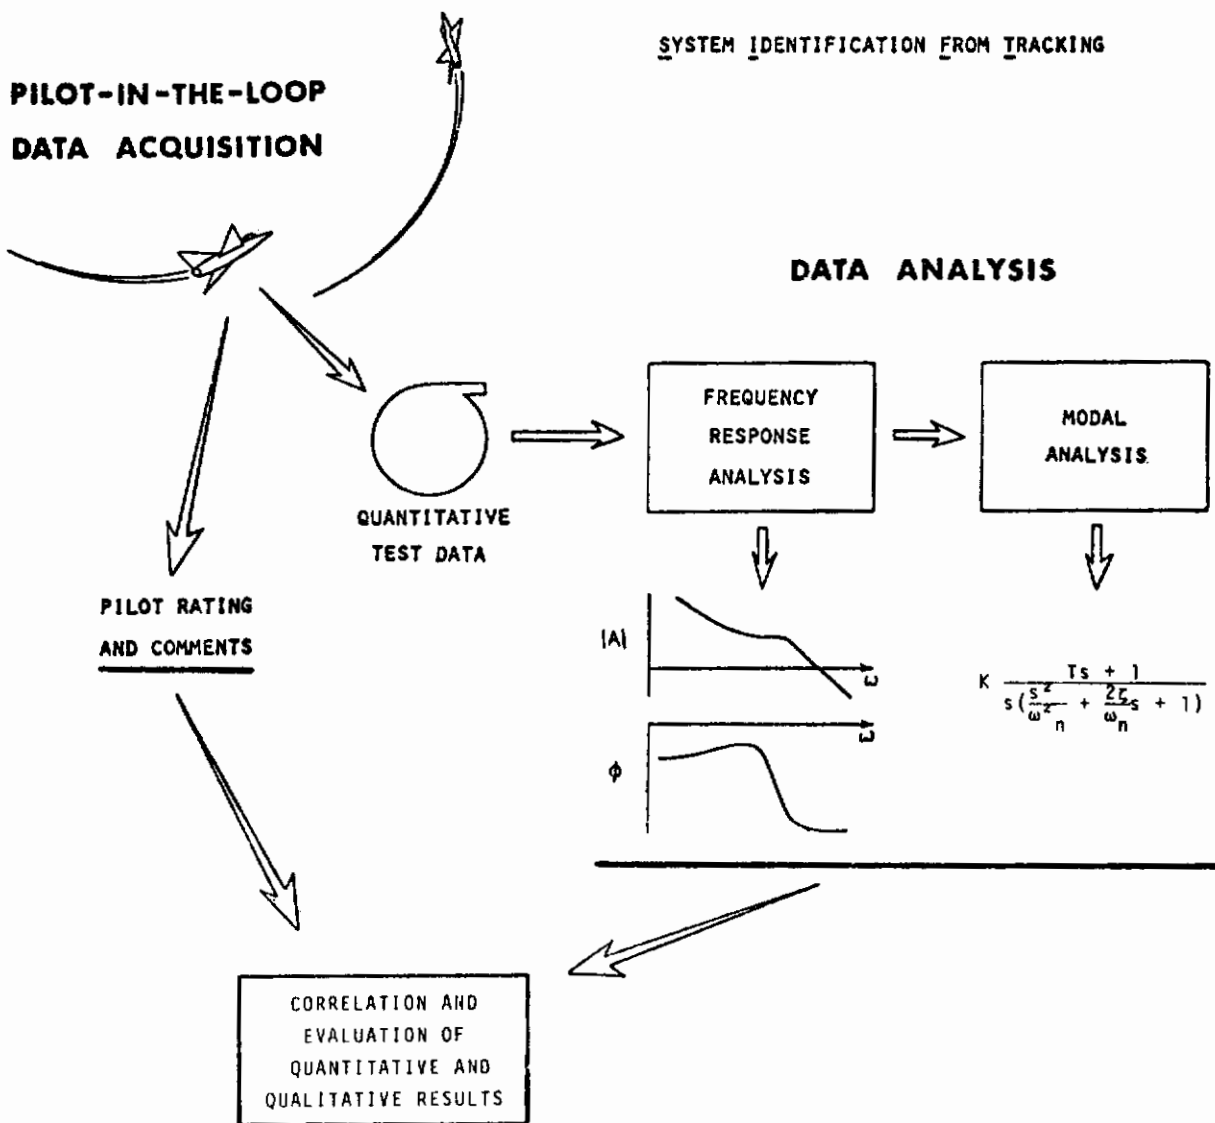 SYSTEM IDENTIFICATION FROM TRACKING
PILOT-IN-THE-LOOP
DATA ACQUISITION
DATA ANALYSIS
FREQUENCY
RESPONSE
ANALYSIS
MODAL
ANALYSIS.
QUANTITATIVE
TEST DATA
PILOT RATING
AND COMMENTS
|A|
ω
K (Ts + 1) / (s(s²/ω²n + 2ζ/ωn s + 1))
ω
ϕ
CORRELATION AND
EVALUATION OF
QUANTITATIVE AND
QUALITATIVE RESULTS